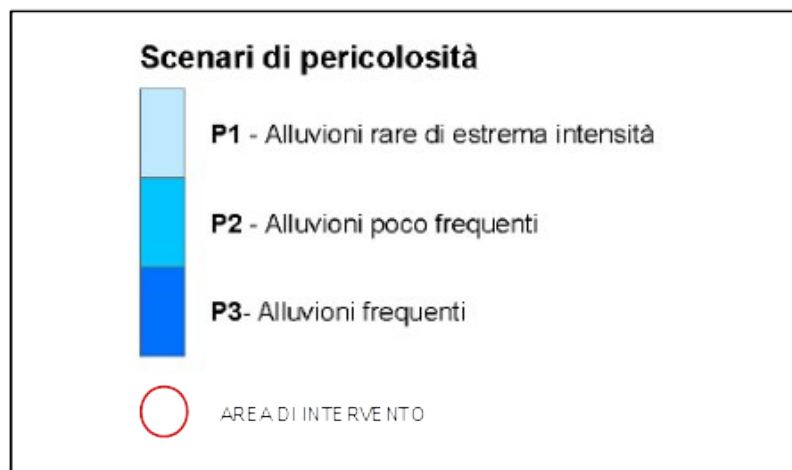 Scenari di pericolosità
P1 - Alluvioni rare di estrema intensità
P2 - Alluvioni poco frequenti
P3- Alluvioni frequenti
AREA DI INTERVENTO